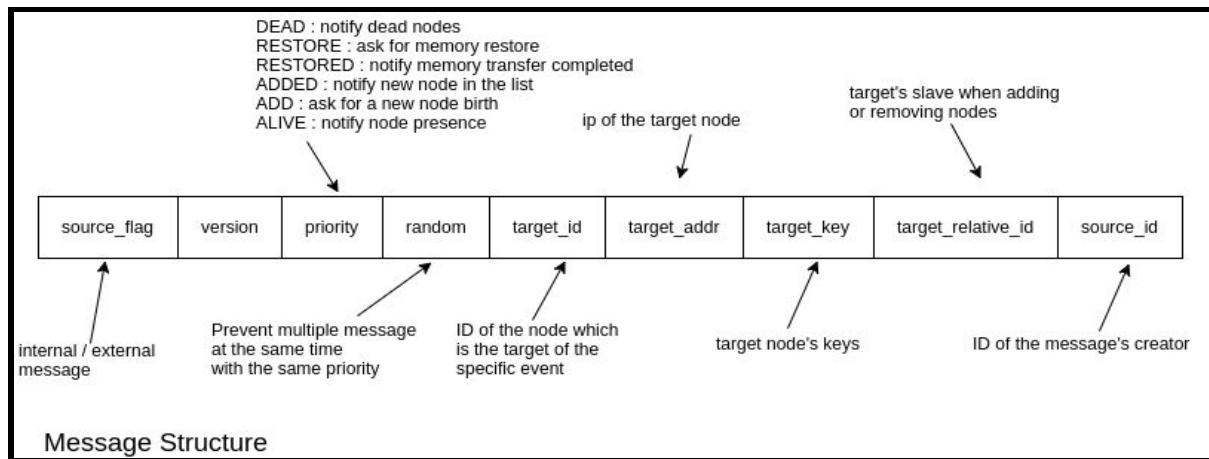 DEAD : notify dead nodes
RESTORE : ask for memory restore
RESTORED : notify memory transfer completed
ADDED : notify new node in the list
ADD : ask for a new node birth
ALIVE : notify node presence
ip of the target node
target's slave when adding
or removing nodes
source_flag version priority random target_id target_addr target_key target_relative_id source_id
internal / external
message
Prevent multiple message
at the same time
with the same priority
ID of the node which
is the target of the
specific event
target node's keys
ID of the message's creator
Message Structure